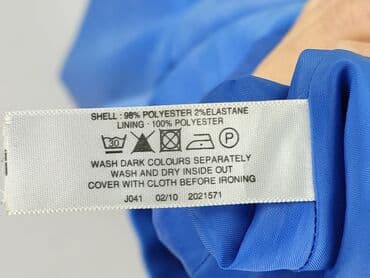 SHELL : 98% POLYESTER 2%ELASTANE
LINING - 100% POLYESTER
30 P
WASH DARK COLOURS SEPARATELY
WASH AND DRY INSIDE OUT
COVER WITH CLOTH BEFORE IRONING
J041 02/10 2021571